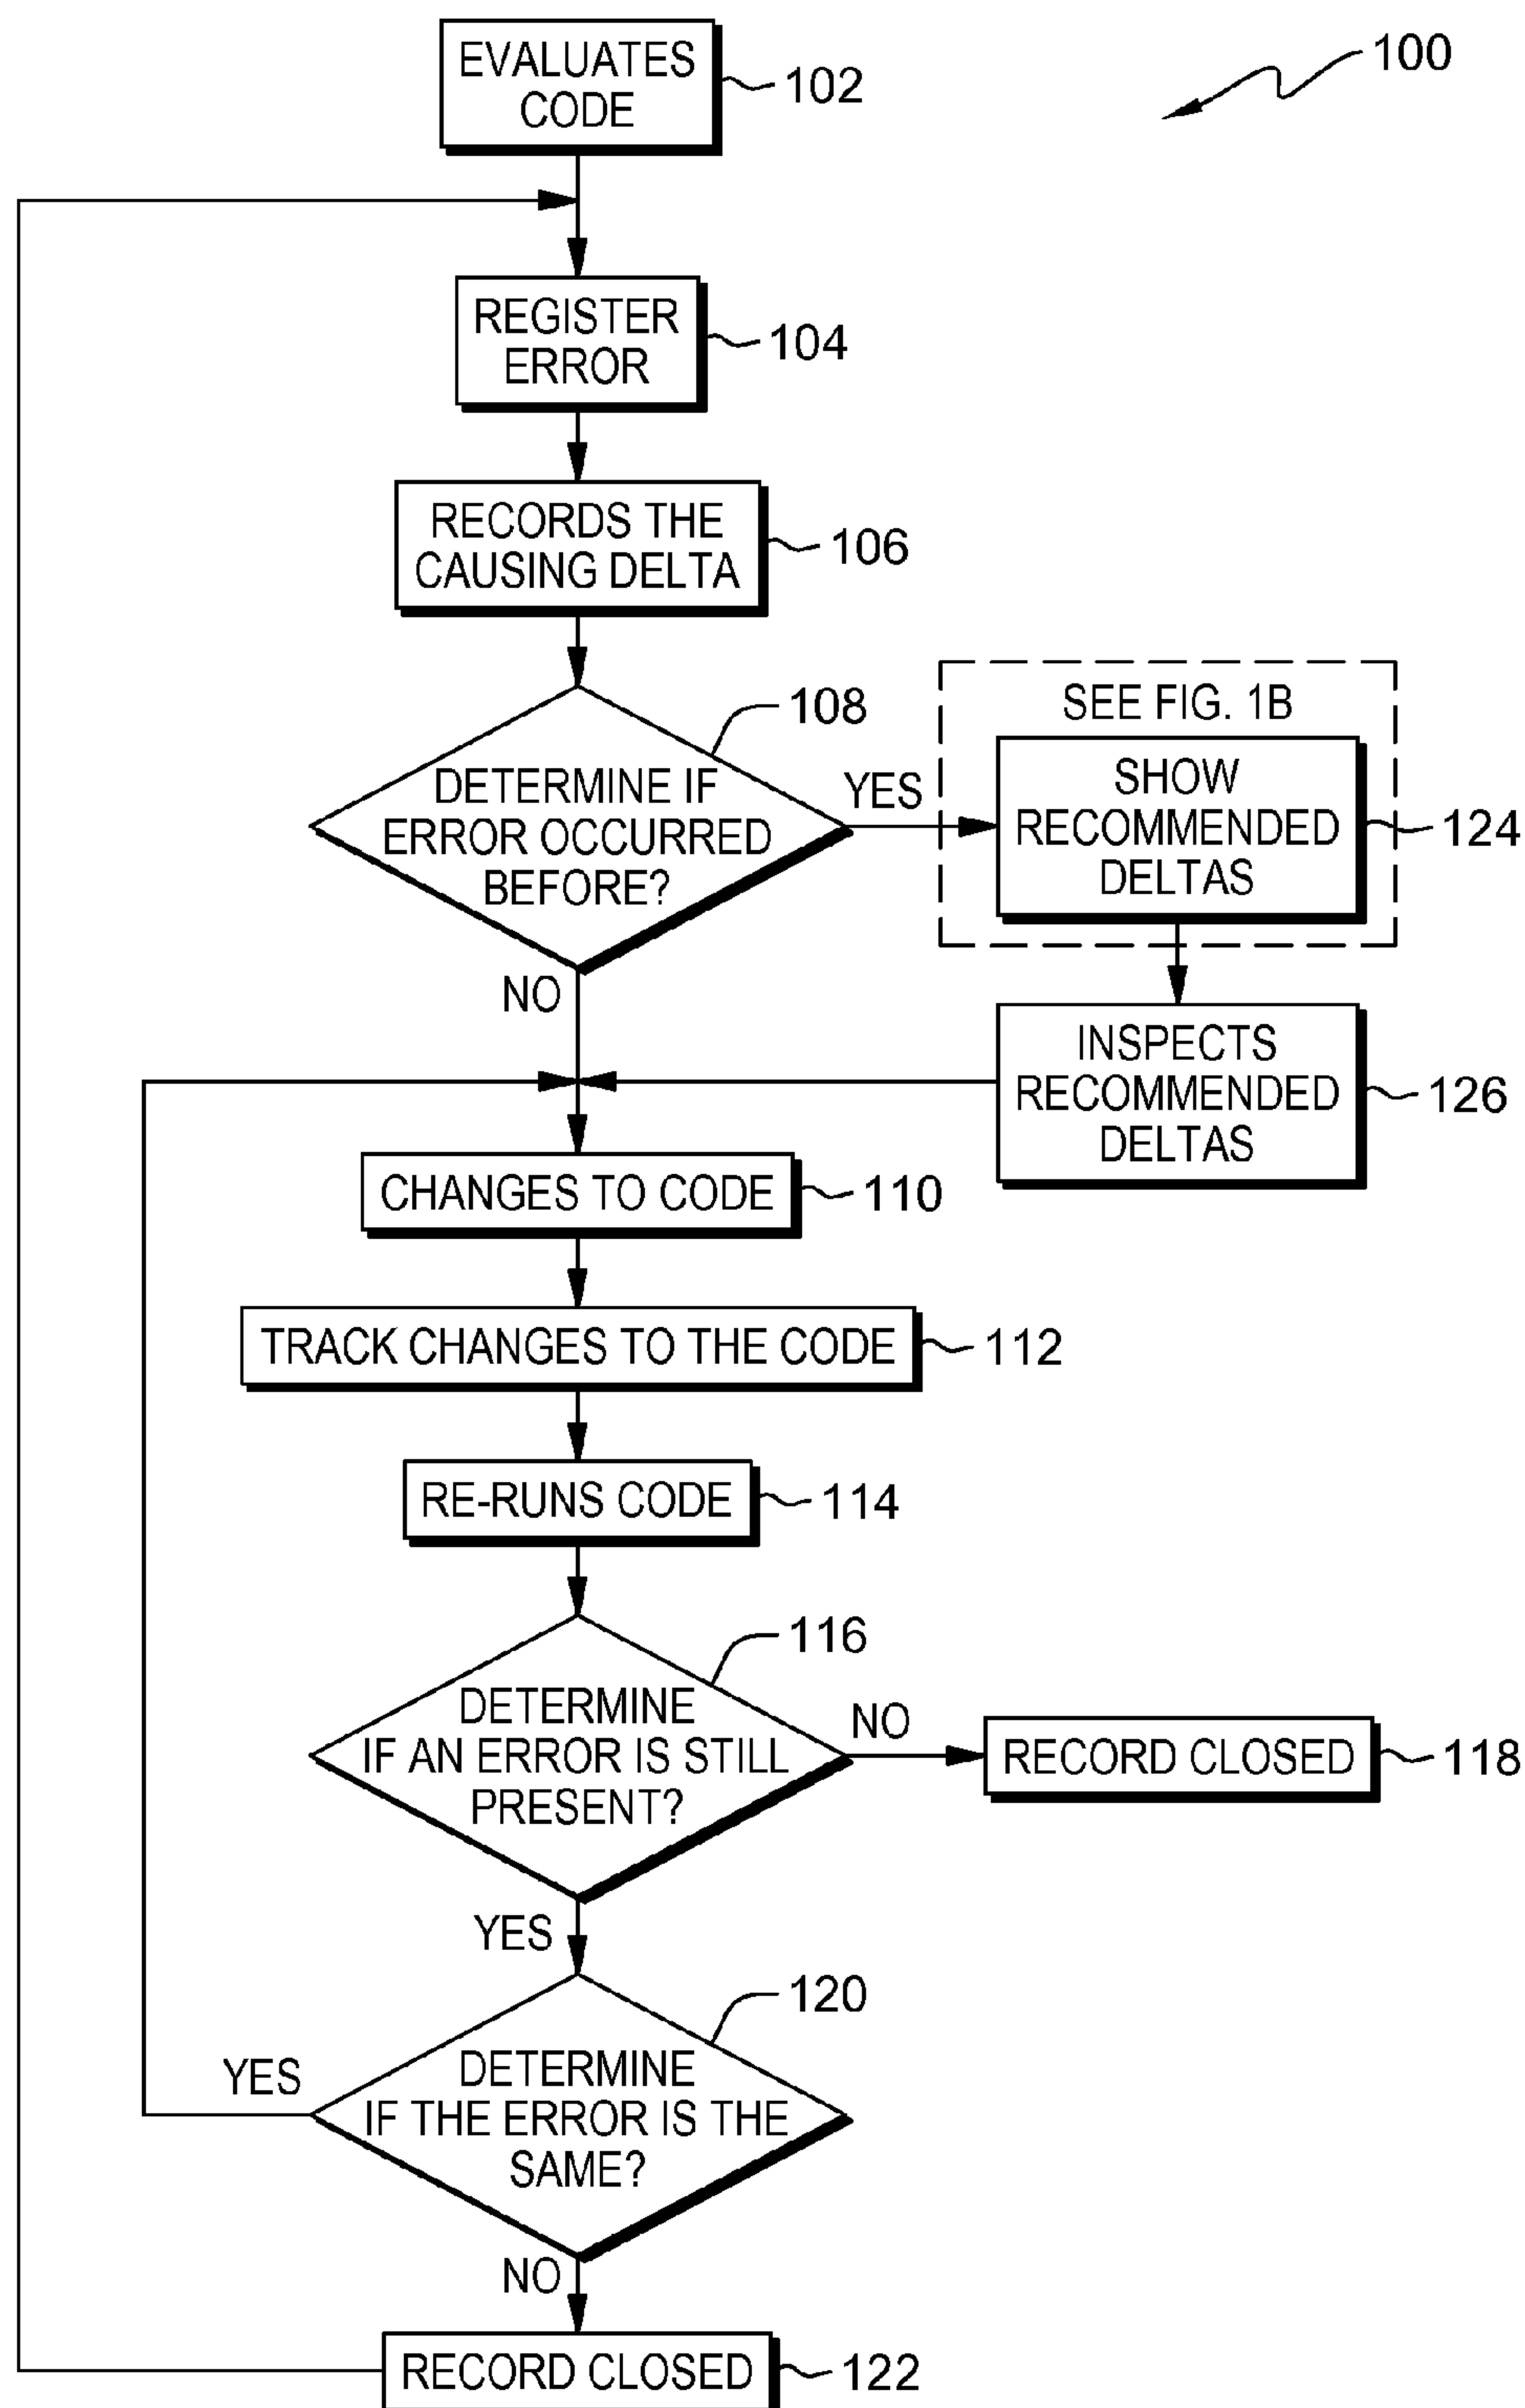 100
EVALUATES
CODE
102
REGISTER
ERROR
104
RECORDS THE
CAUSING DELTA
106
108
DETERMINE IF
ERROR OCCURRED
BEFORE?
YES
NO
SEE FIG. 1B
SHOW
RECOMMENDED
DELTAS
124
INSPECTS
RECOMMENDED
DELTAS
126
CHANGES TO CODE
110
TRACK CHANGES TO THE CODE
112
RE-RUNS CODE
114
116
DETERMINE
IF AN ERROR IS STILL
PRESENT?
NO
RECORD CLOSED
118
YES
120
DETERMINE
IF THE ERROR IS THE
SAME?
YES
NO
RECORD CLOSED
122